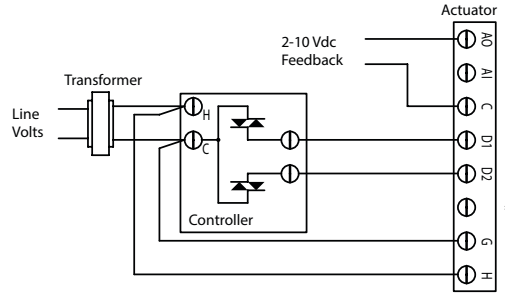 Actuator
2-10 Vdc
Feedback
Transformer
Line
Volts
H
C
Controller
AO
AI
C
D1
D2
G
H